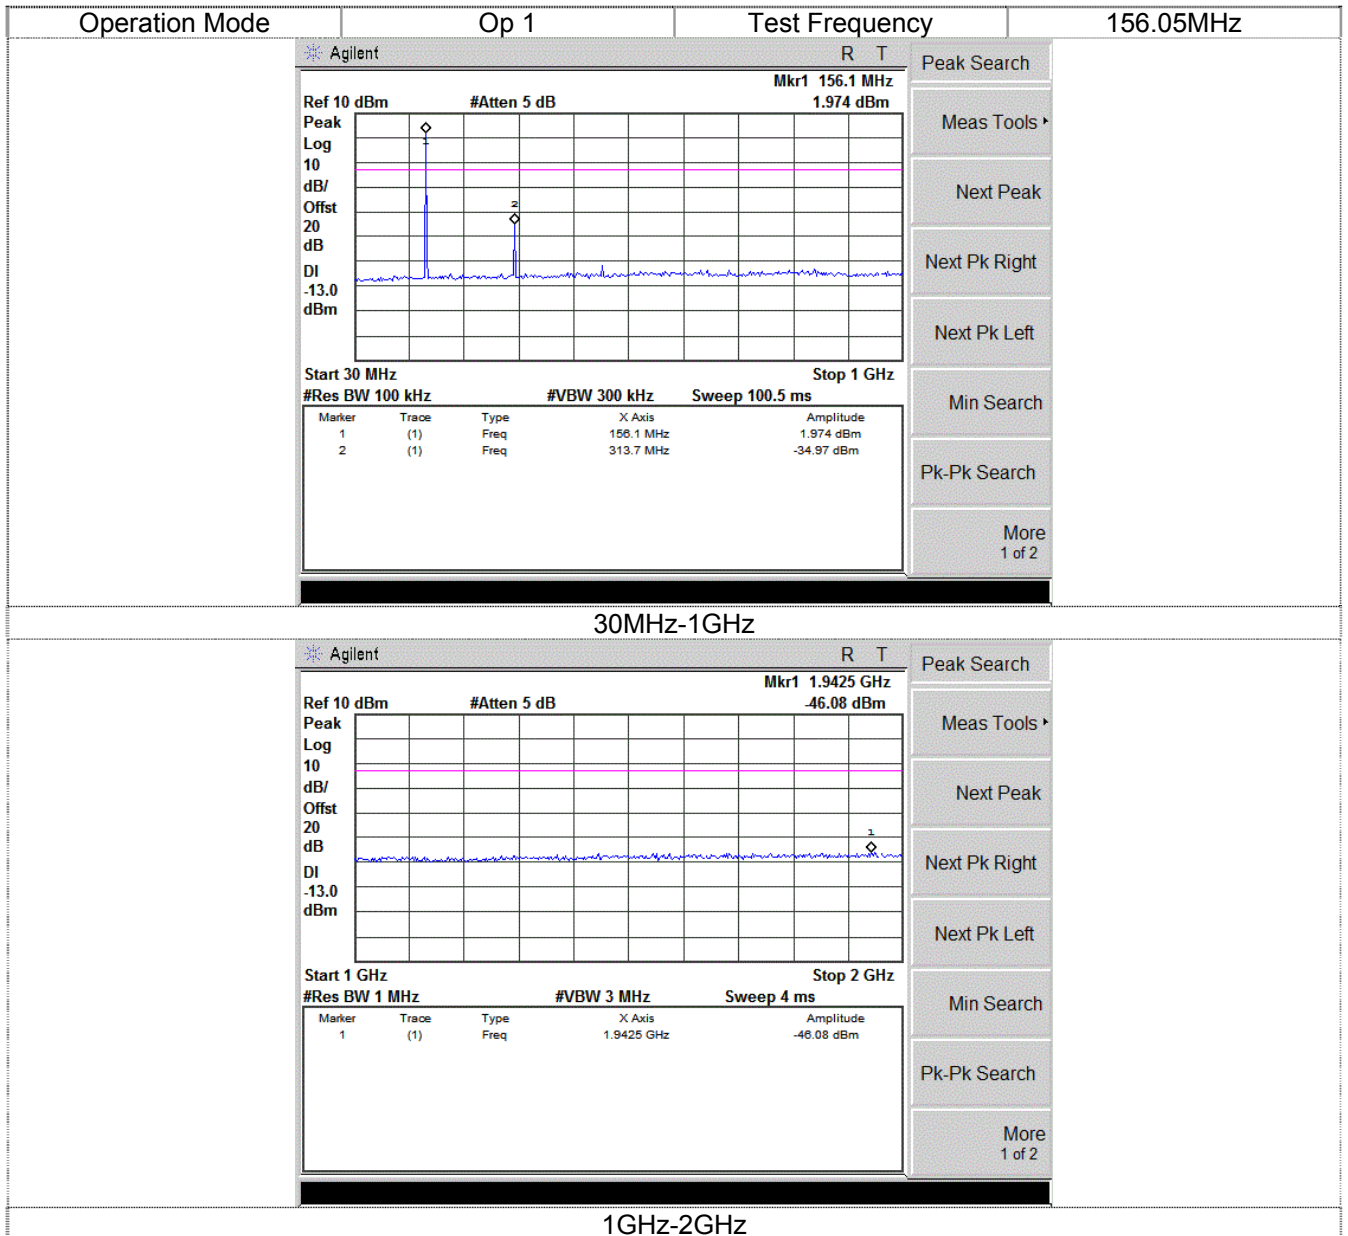 Operation Mode Op 1 Test Frequency 156.05MHz
Agilent R T
Peak Search
Mkr1 156.1 MHz
Ref 10 dBm #Atten 5 dB 1.974 dBm
Peak
Log
10
dB/
Offst
20
dB
DI
-13.0
dBm
1
2
Meas Tools
Next Peak
Next Pk Right
Next Pk Left
Min Search
Pk-Pk Search
More
1 of 2
Start 30 MHz Stop 1 GHz
#Res BW 100 kHz #VBW 300 kHz Sweep 100.5 ms
Marker Trace Type X Axis Amplitude
1 (1) Freq 156.1 MHz 1.974 dBm
2 (1) Freq 313.7 MHz -34.97 dBm
30MHz-1GHz
Agilent R T
Peak Search
Mkr1 1.9425 GHz
Ref 10 dBm #Atten 5 dB -46.08 dBm
Peak
Log
10
dB/
Offst
20
dB
DI
-13.0
dBm
1
Meas Tools
Next Peak
Next Pk Right
Next Pk Left
Min Search
Pk-Pk Search
More
1 of 2
Start 1 GHz Stop 2 GHz
#Res BW 1 MHz #VBW 3 MHz Sweep 4 ms
Marker Trace Type X Axis Amplitude
1 (1) Freq 1.9425 GHz -46.08 dBm
1GHz-2GHz